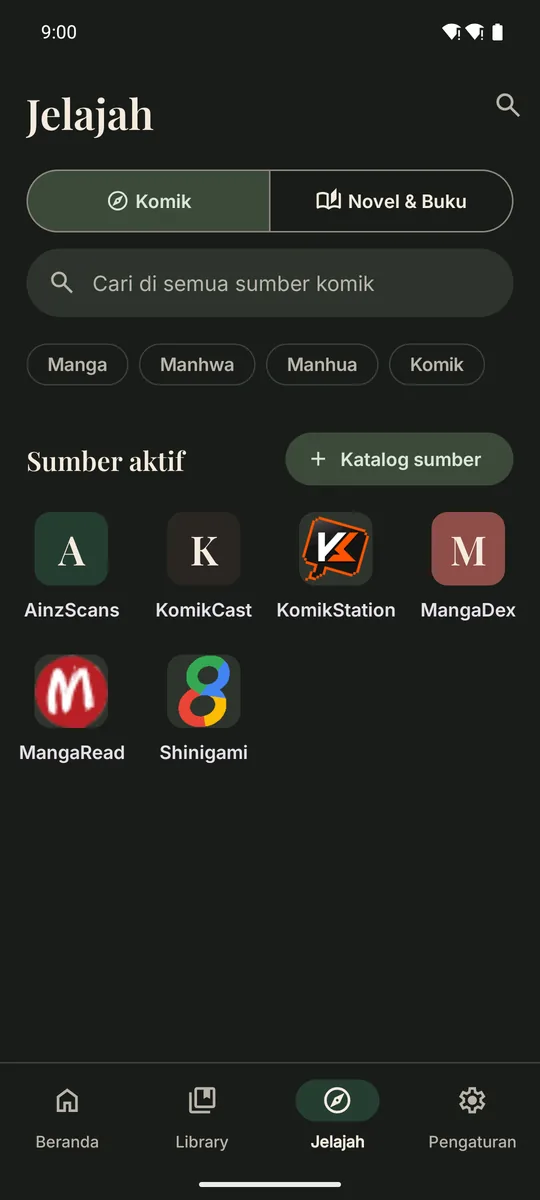 9:00
Jelajah
Komik
Novel & Buku
Cari di semua sumber komik
Manga
Manhwa
Manhua
Komik
Sumber aktif
+ Katalog sumber
A
K
M
AinzScans
KomikCast
KomikStation
MangaDex
M
MangaRead
Shinigami
Beranda
Library
Jelajah
Pengaturan